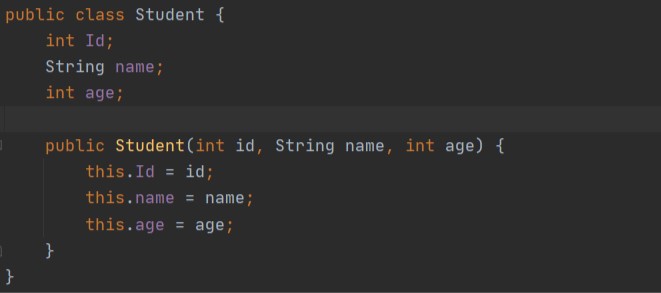 public class Student {
    int Id;
    String name;
    int age;

    public Student(int id, String name, int age) {
        this.Id = id;
        this.name = name;
        this.age = age;
    }
}